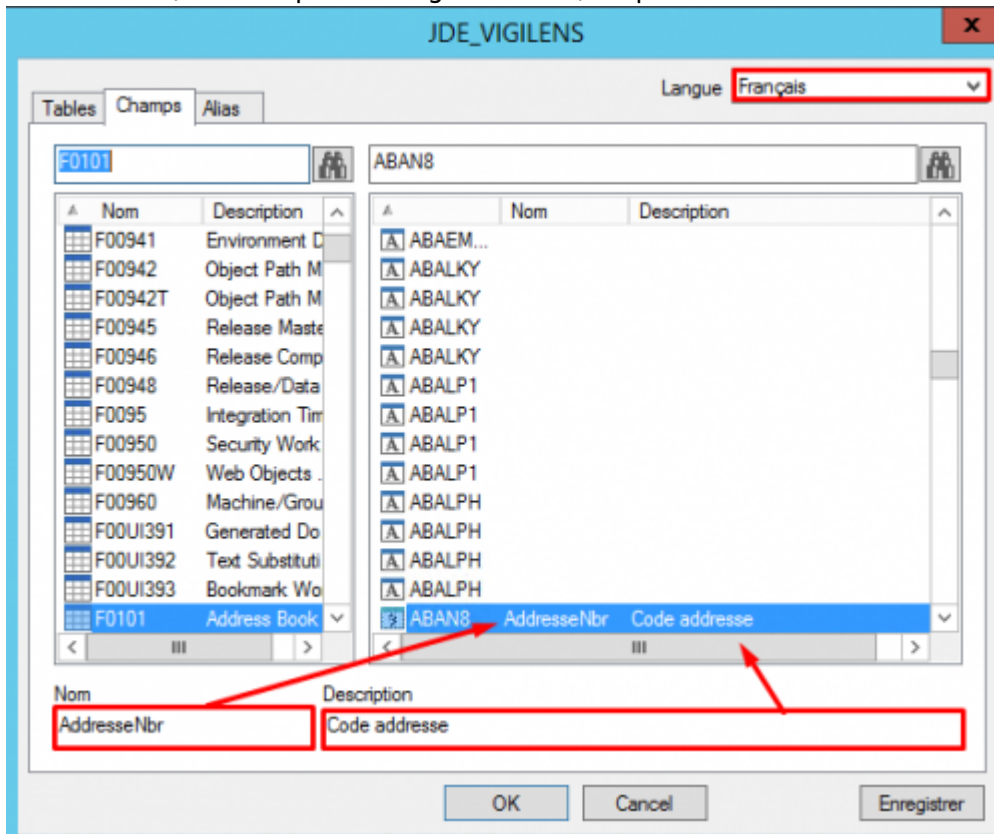 JDE_VIGILENS
x
Langue Français
Tables Champs Alias
F0101 ABAN8
Nom Description Nom Description
F00941 Environment D ABAEM...
F00942 Object Path M ABALKY
F00942T Object Path M ABALKY
F00945 Release Maste ABALKY
F00946 Release Comp ABALKY
F00948 Release/Data ABALP1
F0095 Integration Tim ABALP1
F00950 Security Work ABALP1
F00950W Web Objects . ABALP1
F00960 Machine/Grou ABALPH
F00UI391 Generated Do ABALPH
F00UI392 Text Substituti ABALPH
F00UI393 Bookmark Wo ABALPH
F0101 Address Book ABAN8 AddresseNbr Code addresse
Nom Description
AddresseNbr Code addresse
OK Cancel Enregistrer